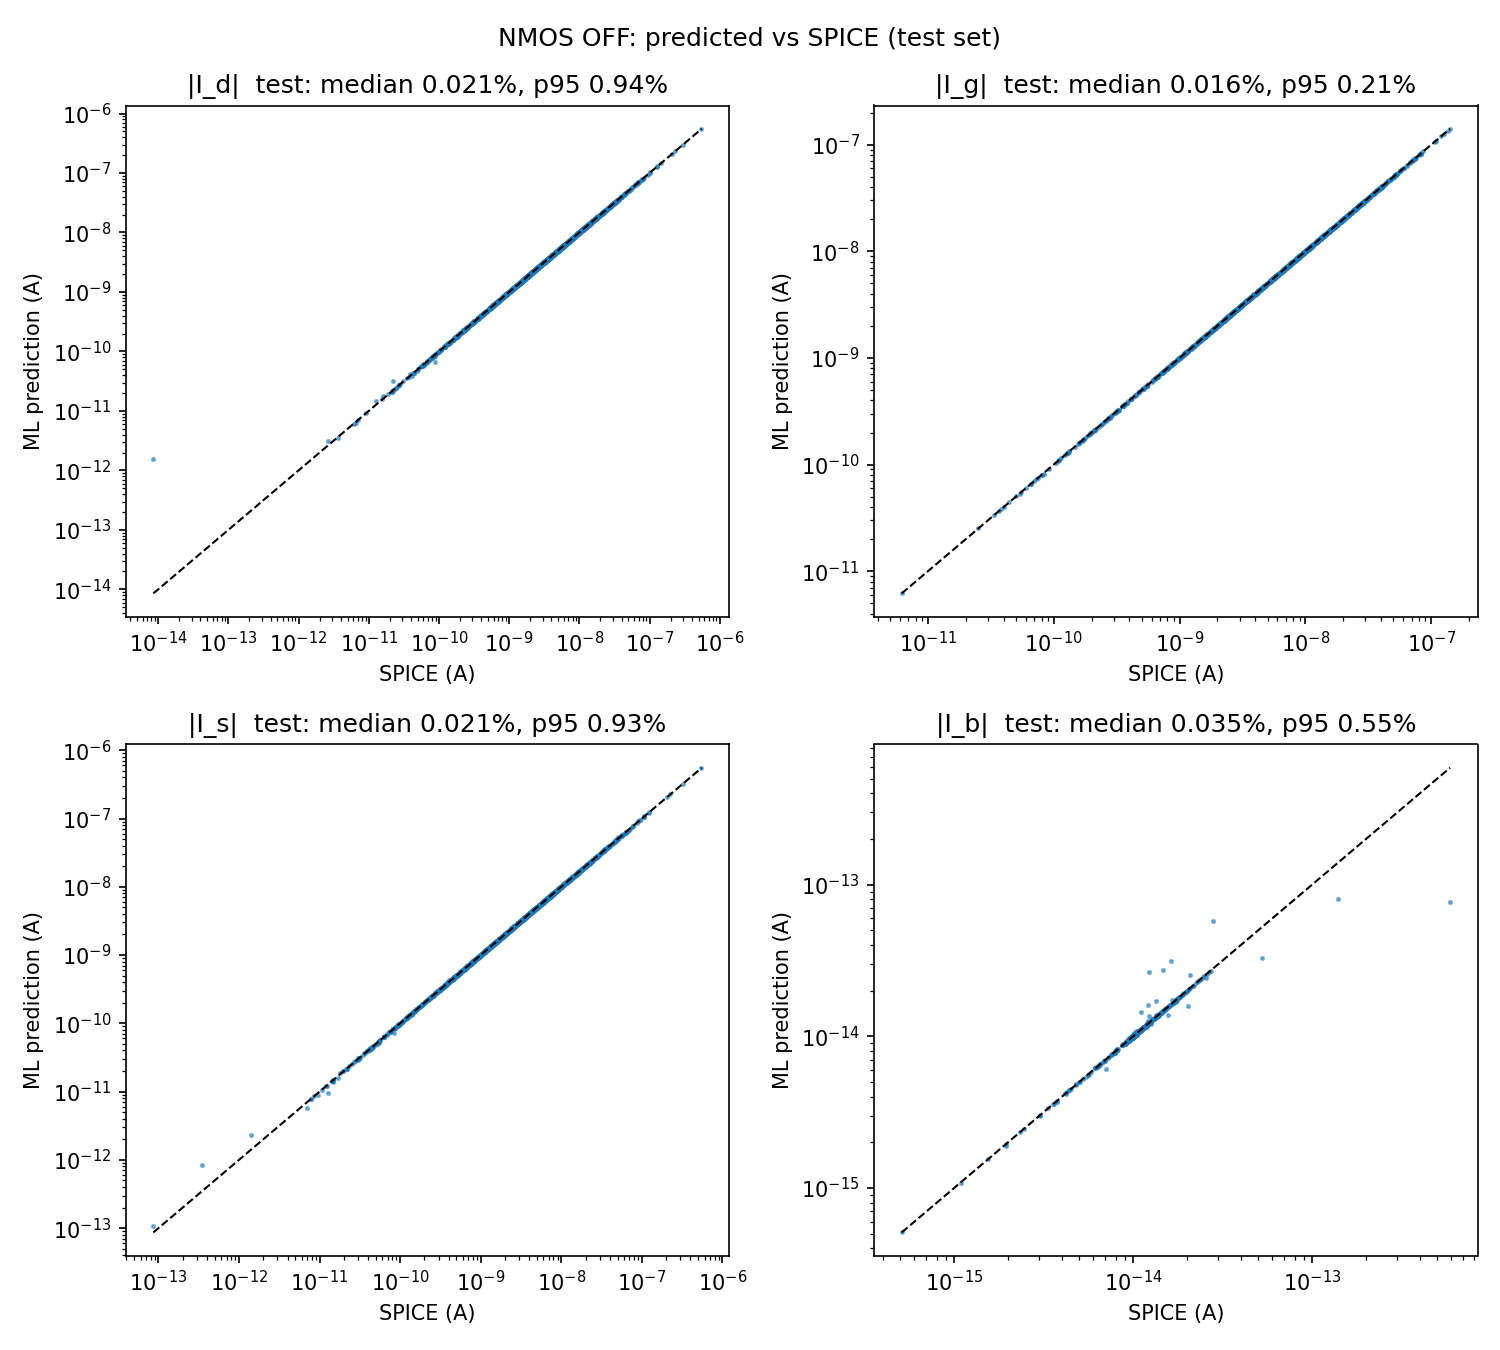 NMOS OFF: predicted vs SPICE (test set)
|I_d|  test: median 0.021%, p95 0.94%
ML prediction (A)
10⁻⁶
10⁻⁷
10⁻⁸
10⁻⁹
10⁻¹⁰
10⁻¹¹
10⁻¹²
10⁻¹³
10⁻¹⁴
10⁻¹⁴ 10⁻¹³ 10⁻¹² 10⁻¹¹ 10⁻¹⁰ 10⁻⁹ 10⁻⁸ 10⁻⁷ 10⁻⁶
SPICE (A)
|I_g|  test: median 0.016%, p95 0.21%
ML prediction (A)
10⁻⁷
10⁻⁸
10⁻⁹
10⁻¹⁰
10⁻¹¹
10⁻¹¹ 10⁻¹⁰ 10⁻⁹ 10⁻⁸ 10⁻⁷
SPICE (A)
|I_s|  test: median 0.021%, p95 0.93%
ML prediction (A)
10⁻⁶
10⁻⁷
10⁻⁸
10⁻⁹
10⁻¹⁰
10⁻¹¹
10⁻¹²
10⁻¹³
10⁻¹³ 10⁻¹² 10⁻¹¹ 10⁻¹⁰ 10⁻⁹ 10⁻⁸ 10⁻⁷ 10⁻⁶
SPICE (A)
|I_b|  test: median 0.035%, p95 0.55%
ML prediction (A)
10⁻¹³
10⁻¹⁴
10⁻¹⁵
10⁻¹⁵ 10⁻¹⁴ 10⁻¹³
SPICE (A)